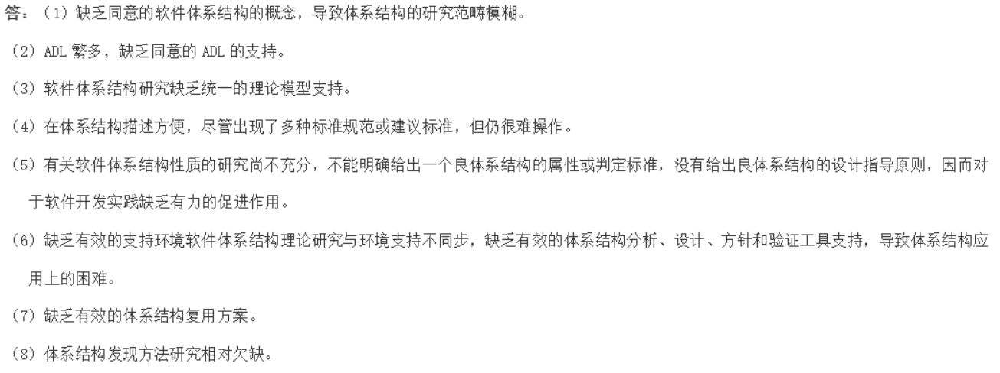 答：（1）缺乏同意的软件体系结构的概念，导致体系结构的研究范畴模糊。
（2）ADL 繁多，缺乏同意的 ADL 的支持。
（3）软件体系结构研究缺乏统一的理论模型支持。
（4）在体系结构描述方便，尽管出现了多种标准规范或建议标准，但仍很难操作。
（5）有关软件体系结构性质的研究尚不充分，不能明确给出一个良体系结构的属性或判定标准，没有给出良体系结构的设计指导原则，因而对
于软件开发实践缺乏有力的促进作用。
（6）缺乏有效的支持环境软件体系结构理论研究与环境支持不同步，缺乏有效的体系结构分析、设计、方针和验证工具支持，导致体系结构应
用上的困难。
（7）缺乏有效的体系结构复用方案。
（8）体系结构发现方法研究相对欠缺。